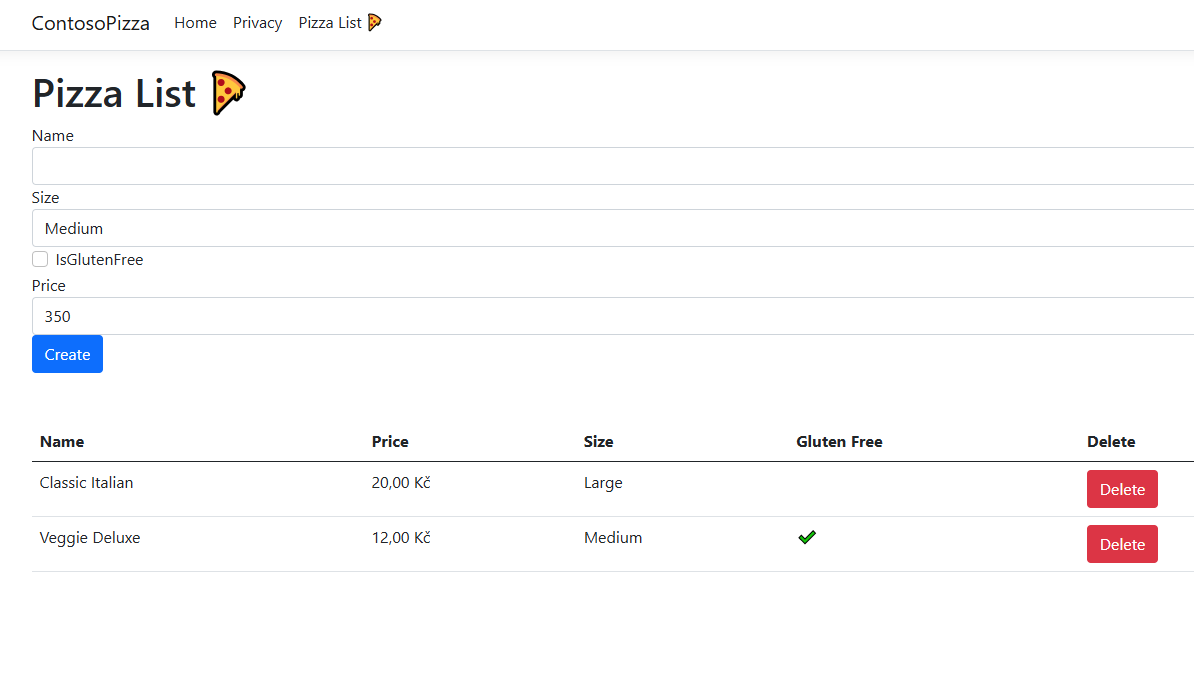 ContosoPizza Home Privacy Pizza List 🍕
Pizza List 🍕
Name
Size
Medium
IsGlutenFree
Price
350
Create
Name Price Size Gluten Free Delete
Classic Italian 20,00 Kč Large Delete
Veggie Deluxe 12,00 Kč Medium ✔ Delete